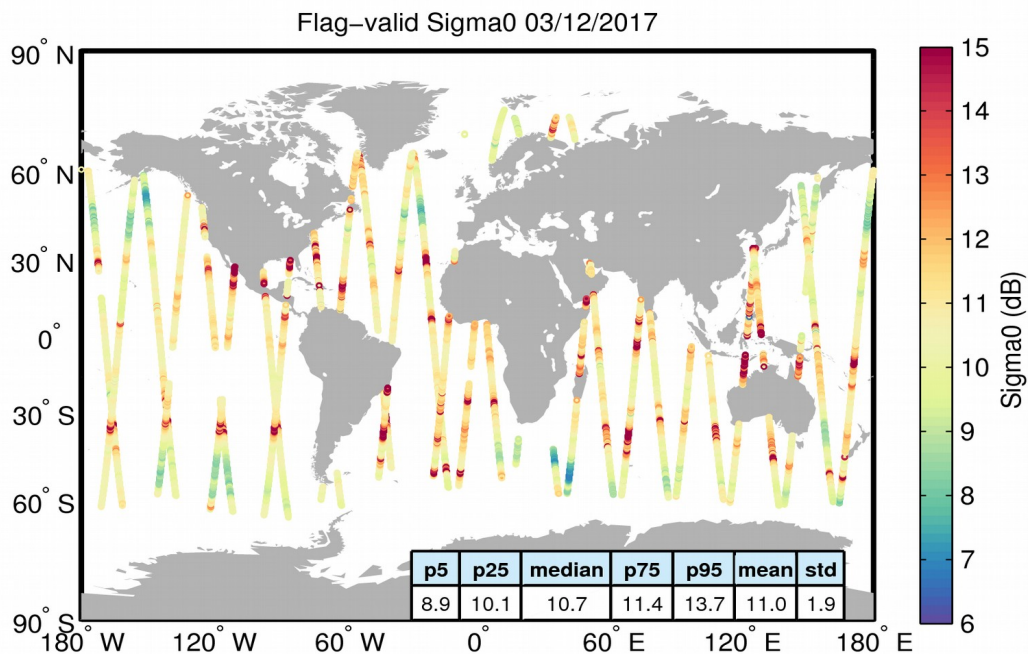 Flag−valid Sigma0 03/12/2017
90° N
60° N
30° N
0°
30° S
60° S
90° S
180° W
120° W
60° W
0°
60° E
120° E
180° E
p5 p25 median p75 p95 mean std
8.9 10.1 10.7 11.4 13.7 11.0 1.9
15
14
13
12
11
10
9
8
7
6
Sigma0 (dB)